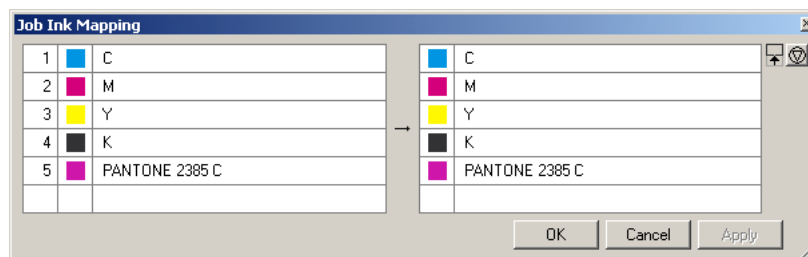 Job Ink Mapping
1 C C
2 M M
3 Y Y
4 K K
5 PANTONE 2385 C PANTONE 2385 C
OK Cancel Apply